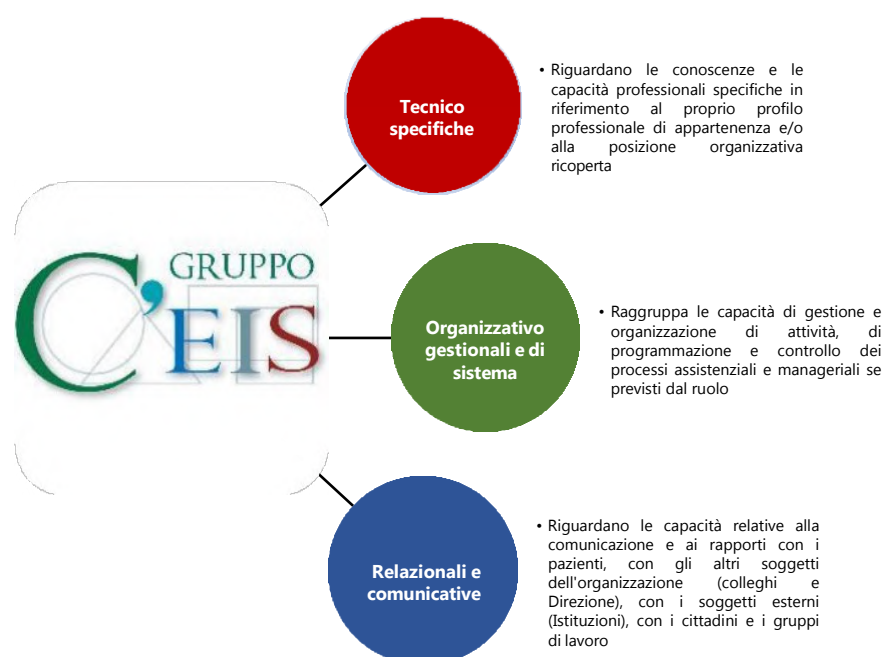 Tecnico
specifiche
• Riguardano le conoscenze e le
capacità professionali specifiche in
riferimento al proprio profilo
professionale di appartenenza e/o
alla posizione organizzativa
ricoperta
GRUPPO
C'EIS
Organizzativo
gestionali e di
sistema
• Raggruppa le capacità di gestione e
organizzazione di attività, di
programmazione e controllo dei
processi assistenziali e manageriali se
previsti dal ruolo
Relazionali e
comunicative
• Riguardano le capacità relative alla
comunicazione e ai rapporti con i
pazienti, con gli altri soggetti
dell'organizzazione (colleghi e
Direzione), con i soggetti esterni
(Istituzioni), con i cittadini e i gruppi
di lavoro